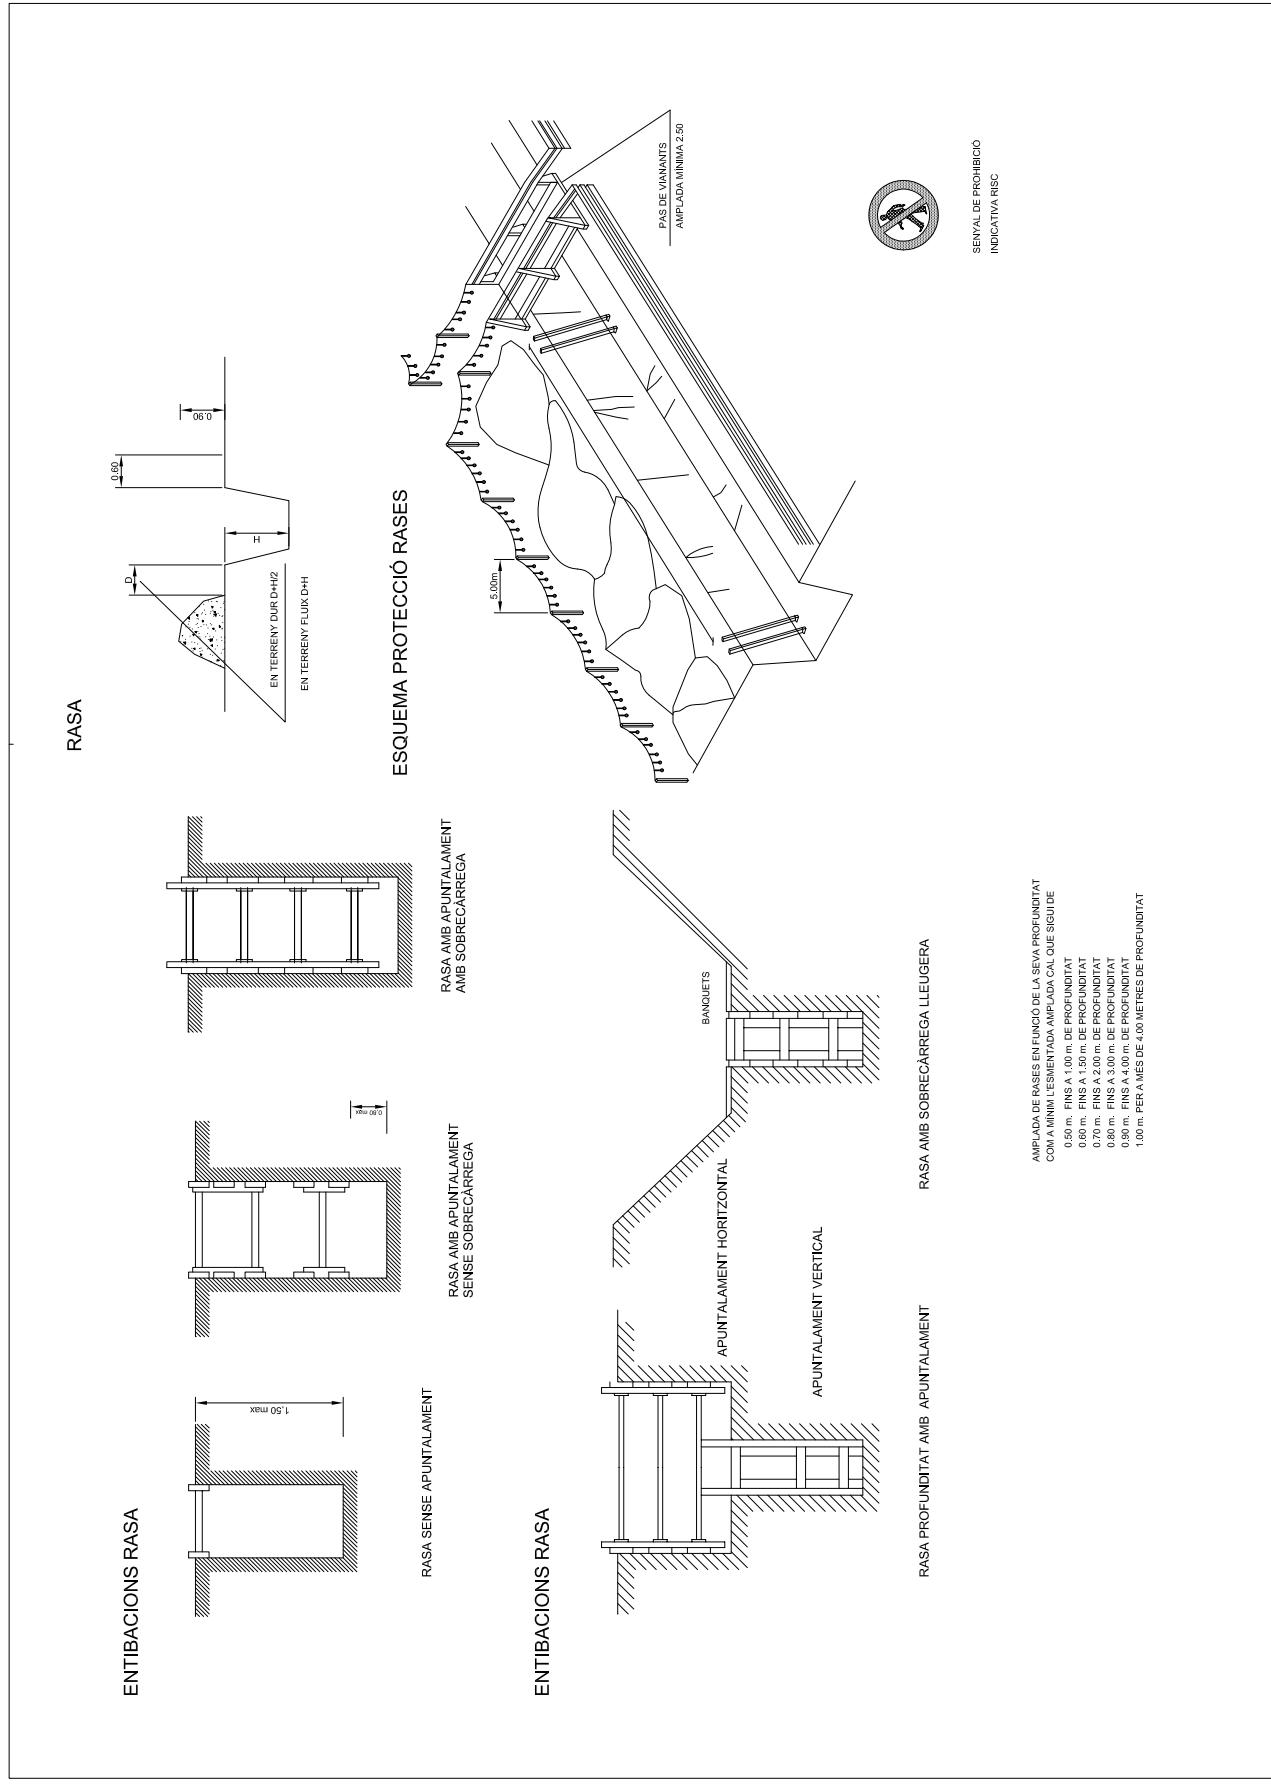 ENTIBACIONS RASA
1,50 max
RASA SENSE APUNTALAMENT
0,80 max
RASA AMB APUNTALAMENT
SENSE SOBRECÀRREGA
RASA AMB APUNTALAMENT
AMB SOBRECÀRREGA
RASA
D
0.60
H
0.90
EN TERRENY DUR D+H/2
EN TERRENY FLUIX D+H
ESQUEMA PROTECCIÓ RASES
5.00m
PAS DE VIANANTS
AMPLADA MÍNIMA 2.50
SENYAL DE PROHIBICIÓ
INDICATIVA RISC
ENTIBACIONS RASA
APUNTALAMENT HORITZONTAL
APUNTALAMENT VERTICAL
RASA PROFUNDITAT AMB APUNTALAMENT
BANQUETS
RASA AMB SOBRECÀRREGA LLEUGERA
AMPLADA DE RASES EN FUNCIÓ DE LA SEVA PROFUNDITAT
COM A MÍNIM L'ESMENTADA AMPLADA CAL QUE SIGUI DE
0.50 m. FINS A 1.00 m. DE PROFUNDITAT
0.60 m. FINS A 1.50 m. DE PROFUNDITAT
0.70 m. FINS A 2.00 m. DE PROFUNDITAT
0.80 m. FINS A 3.00 m. DE PROFUNDITAT
0.90 m. FINS A 4.00 m. DE PROFUNDITAT
1.00 m. PER A MÉS DE 4.00 METRES DE PROFUNDITAT